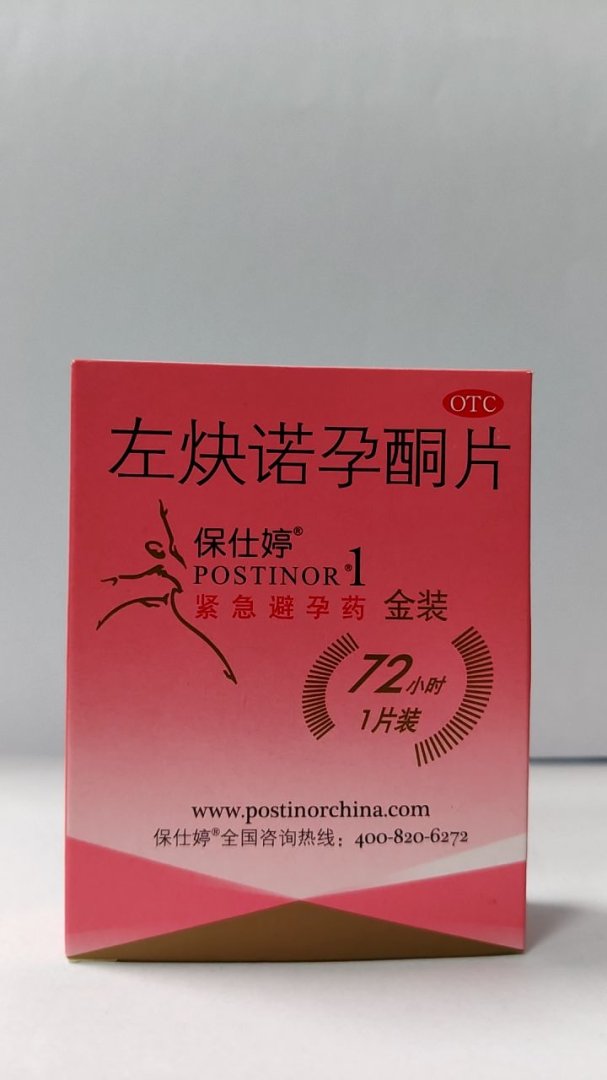 OTC
左炔诺孕酮片
保仕婷®
POSTINOR®1
紧急避孕药 金装
72小时
1片装
www.postinorchina.com
保仕婷®全国咨询热线：400-820-6272